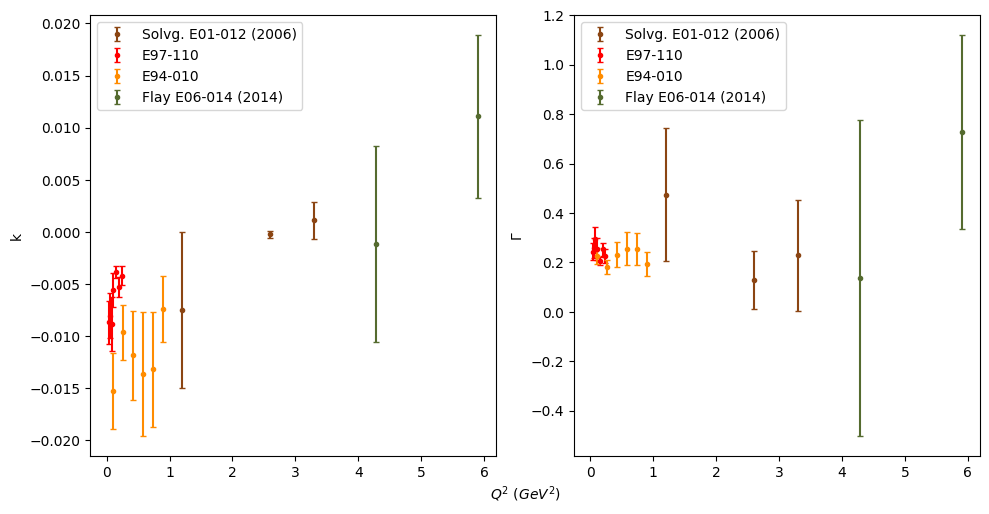 0.020
0.015
0.010
0.005
0.000
−0.005
−0.010
−0.015
−0.020
k
Solvg. E01-012 (2006)
E97-110
E94-010
Flay E06-014 (2014)
0 1 2 3 4 5 6
1.2
1.0
0.8
0.6
0.4
0.2
0.0
−0.2
−0.4
Γ
Solvg. E01-012 (2006)
E97-110
E94-010
Flay E06-014 (2014)
0 1 2 3 4 5 6
Q² (GeV²)